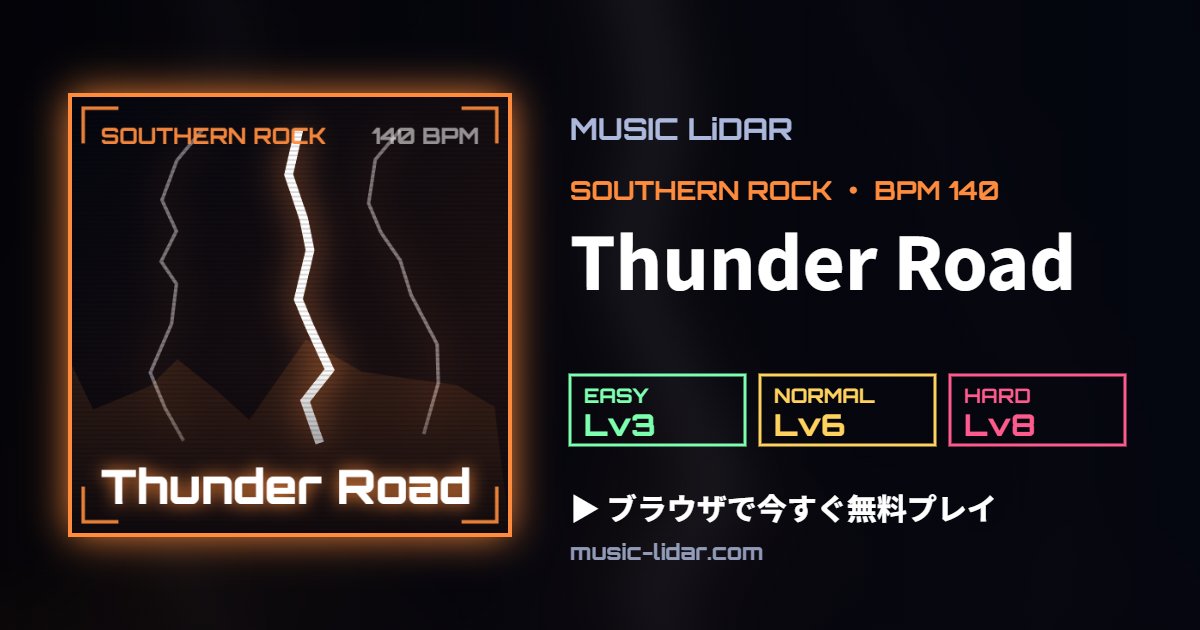 SOUTHERN ROCK 140 BPM
Thunder Road
MUSIC LiDAR
SOUTHERN ROCK • BPM 140
Thunder Road
EASY NORMAL HARD
Lv3 Lv6 Lv8
▶ ブラウザで今すぐ無料プレイ
music-lidar.com